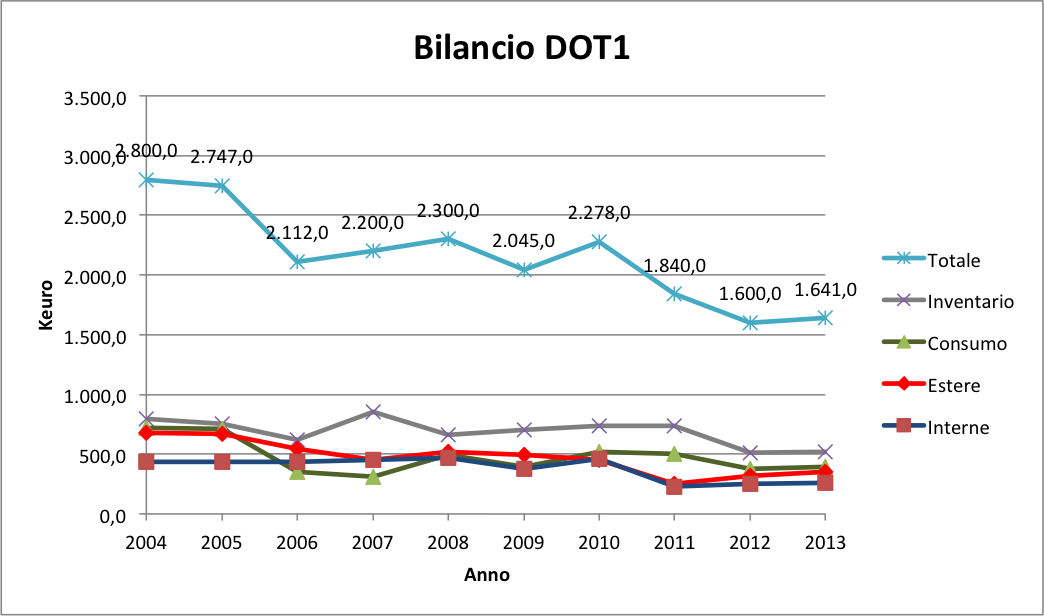 Bilancio DOT1
3.500,0
3.000,0
2.500,0
2.000,0
1.500,0
1.000,0
500,0
0,0
Keuro
2.800,0
2.747,0
2.112,0
2.200,0
2.300,0
2.045,0
2.278,0
1.840,0
1.600,0
1.641,0
2004 2005 2006 2007 2008 2009 2010 2011 2012 2013
Anno
Totale
Inventario
Consumo
Estere
Interne